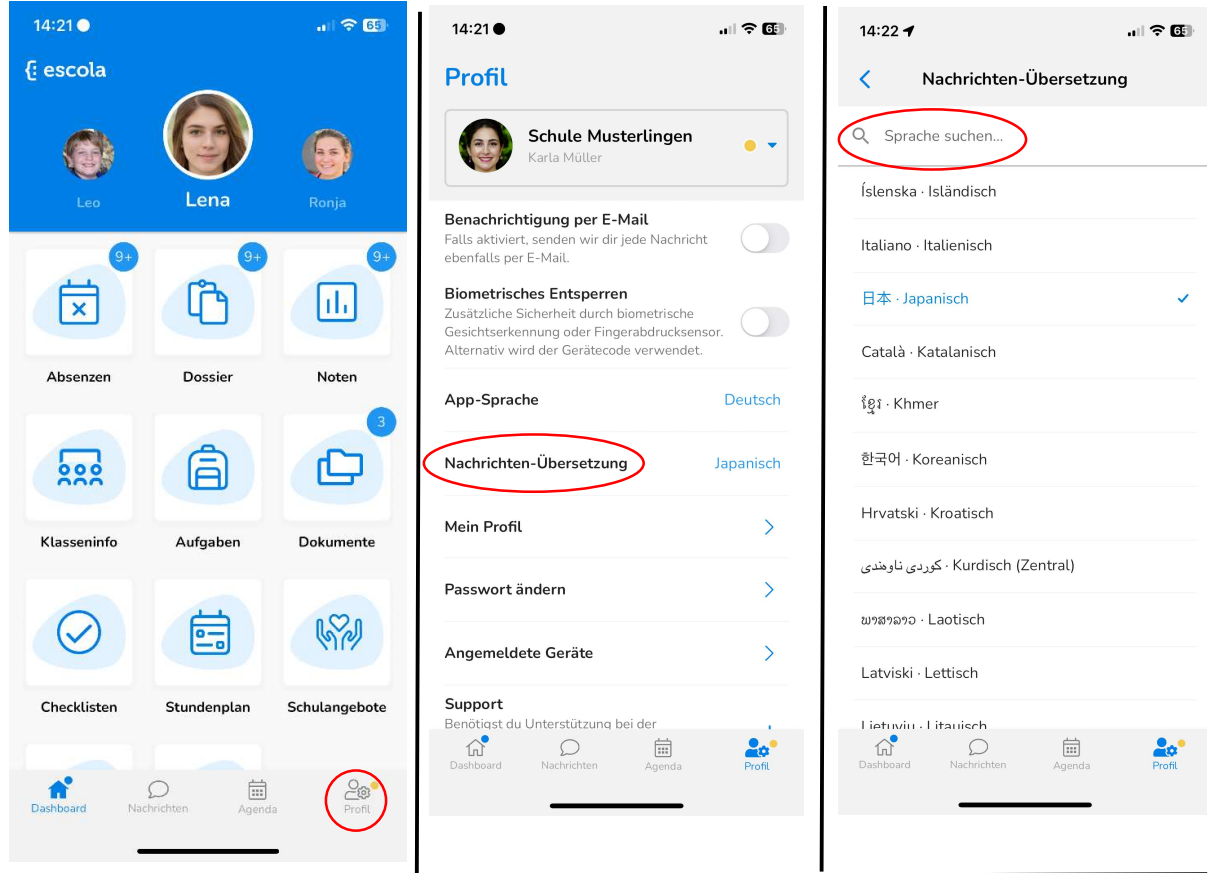 14:21
65
{: escola
Leo
Lena
Ronja
9+
9+
9+
Absenzen
Dossier
Noten
3
Klasseninfo
Aufgaben
Dokumente
Checklisten
Stundenplan
Schulangebote
Dashboard
Nachrichten
Agenda
Profil
14:21
65
Profil
Schule Musterlingen
Karla Müller
Benachrichtigung per E-Mail
Falls aktiviert, senden wir dir jede Nachricht
ebenfalls per E-Mail.
Biometrisches Entsperren
Zusätzliche Sicherheit durch biometrische
Gesichtserkennung oder Fingerabdrucksensor.
Alternativ wird der Gerätecode verwendet.
App-Sprache Deutsch
Nachrichten-Übersetzung Japanisch
Mein Profil
Passwort ändern
Angemeldete Geräte
Support
Benötigst du Unterstützung bei der
Dashboard
Nachrichten
Agenda
Profil
14:22
65
Nachrichten-Übersetzung
Sprache suchen...
Íslenska · Isländisch
Italiano · Italienisch
日本 · Japanisch
Català · Katalanisch
ខ្មែរ · Khmer
한국어 · Koreanisch
Hrvatski · Kroatisch
کوردی ناوەندی · Kurdisch (Zentral)
ພາສາລາວ · Laotisch
Latviski · Lettisch
Lietuvių · Litauisch
Dashboard
Nachrichten
Agenda
Profil